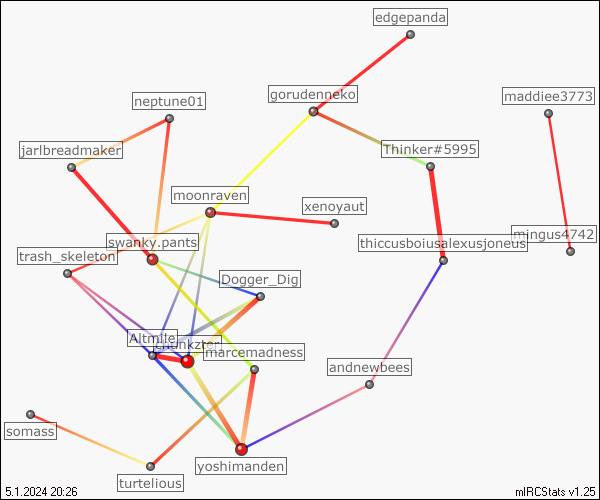 edgepanda
gorudenneko
maddiee3773
neptune01
jarlbreadmaker
Thinker#5995
moonraven
xenoyaut
swanky.pants
mingus4742
thiccusboiusalexusjoneus
trash_skeleton
Dogger_Dig
Altmile
marcemadness
andnewbees
somass
yoshimanden
turtelious
5.1.2024 20:26
mIRCStats v1.25